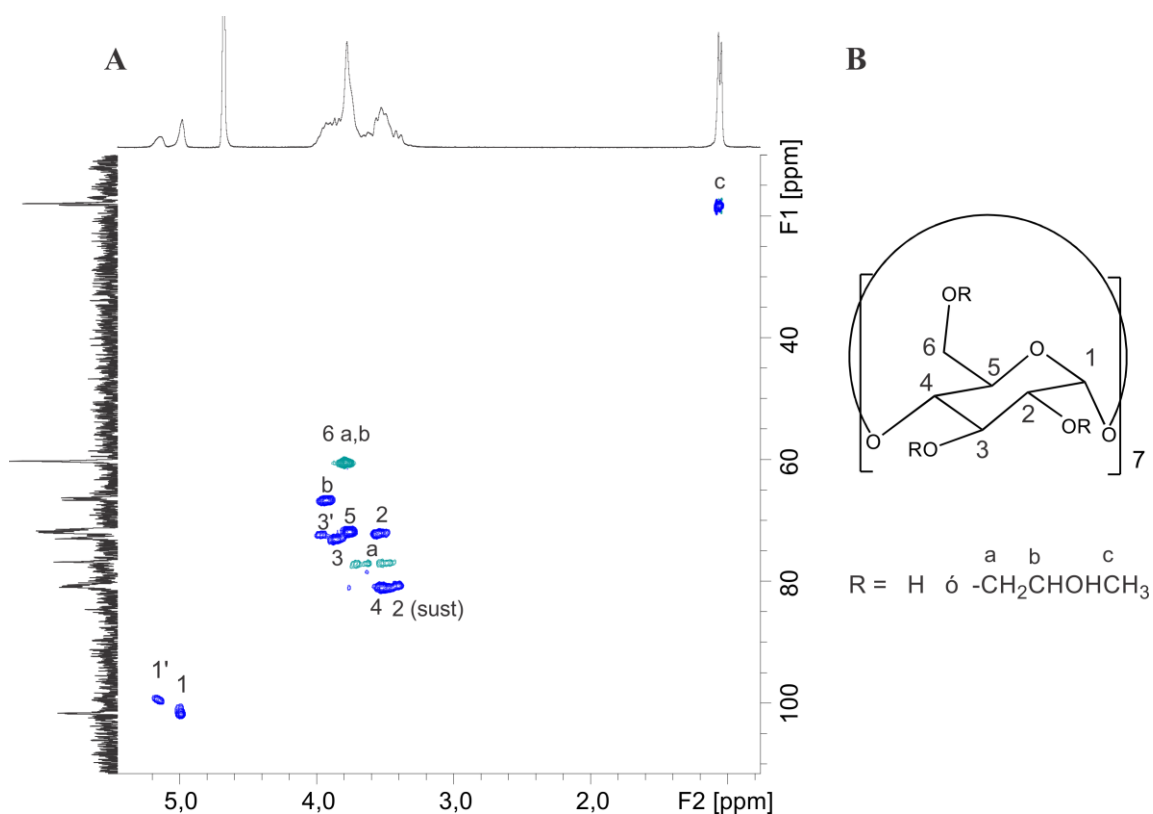 A
c
F1 [ppm]
40
60
80
100
6 a,b
b
3'
5
2
3
a
4
2 (sust)
1'
1
5,0
4,0
3,0
2,0
F2 [ppm]
B
OR
6
O
1
5
4
2
OR
O
RO
3
O
7
a b c
R = H ó -CH₂CHOHCH₃